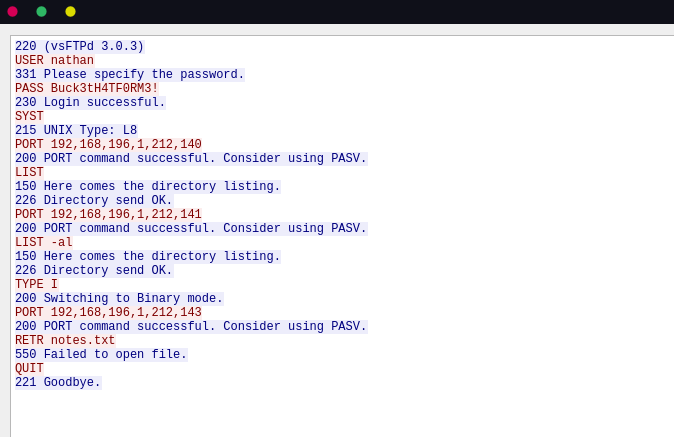 220 (vsFTPd 3.0.3)
USER nathan
331 Please specify the password.
PASS Buck3tH4TF0RM3!
230 Login successful.
SYST
215 UNIX Type: L8
PORT 192,168,196,1,212,140
200 PORT command successful. Consider using PASV.
LIST
150 Here comes the directory listing.
226 Directory send OK.
PORT 192,168,196,1,212,141
200 PORT command successful. Consider using PASV.
LIST -al
150 Here comes the directory listing.
226 Directory send OK.
TYPE I
200 Switching to Binary mode.
PORT 192,168,196,1,212,143
200 PORT command successful. Consider using PASV.
RETR notes.txt
550 Failed to open file.
QUIT
221 Goodbye.